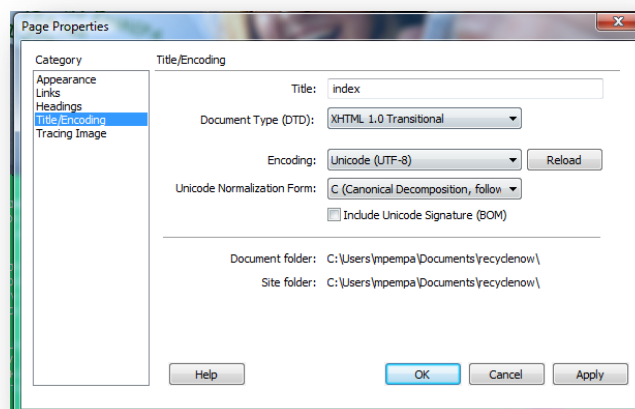 Page Properties
Category
Appearance
Links
Headings
Title/Encoding
Tracing Image
Title/Encoding
Title: index
Document Type (DTD): XHTML 1.0 Transitional
Encoding: Unicode (UTF-8) Reload
Unicode Normalization Form: C (Canonical Decomposition, follow
Include Unicode Signature (BOM)
Document folder: C:\Users\mpempa\Documents\recyclenow\
Site folder: C:\Users\mpempa\Documents\recyclenow\
Help OK Cancel Apply